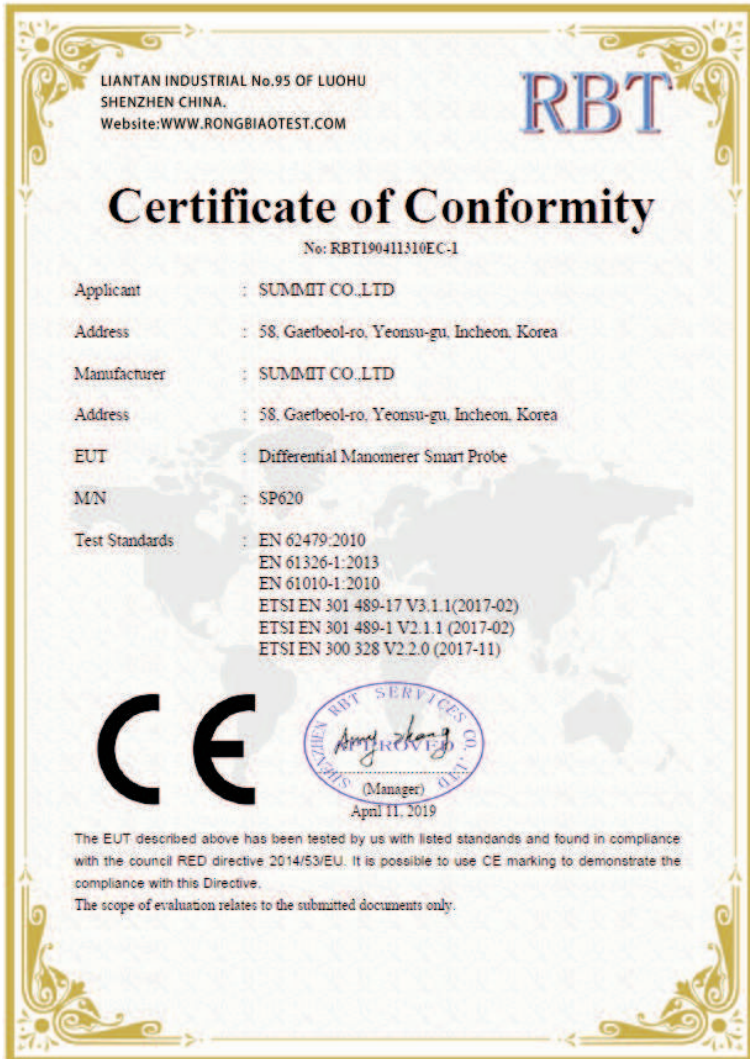 LIANTAN INDUSTRIAL No.95 OF LUOHU
SHENZHEN CHINA.
Website:WWW.RONGBIAOTEST.COM
RBT
Certificate of Conformity
No: RBT190411310EC-1
Applicant : SUMMIT CO.,LTD
Address : 58, Gaetbeol-ro, Yeonsu-gu, Incheon, Korea
Manufacturer : SUMMIT CO.,LTD
Address : 58, Gaetbeol-ro, Yeonsu-gu, Incheon, Korea
EUT : Differential Manomerer Smart Probe
M/N : SP620
Test Standards : EN 62479:2010
EN 61326-1:2013
EN 61010-1:2010
ETSI EN 301 489-17 V3.1.1(2017-02)
ETSI EN 301 489-1 V2.1.1 (2017-02)
ETSI EN 300 328 V2.2.0 (2017-11)
CE
SHENZHEN RBT SERVICES CO.,LTD
APPROVED
Amy zhang
(Manager)
April 11, 2019
The EUT described above has been tested by us with listed standards and found in compliance
with the council RED directive 2014/53/EU. It is possible to use CE marking to demonstrate the
compliance with this Directive.
The scope of evaluation relates to the submitted documents only.